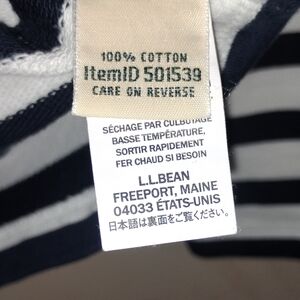 100% COTTON
ItemID 501539
CARE ON REVERSE
SÉCHAGE PAR CULBUTAGE
BASSE TEMPÉRATURE,
SORTIR RAPIDEMENT
FER CHAUD SI BESOIN
L.L.BEAN
FREEPORT, MAINE
04033 ÉTATS-UNIS
日本語は裏面をご覧ください。